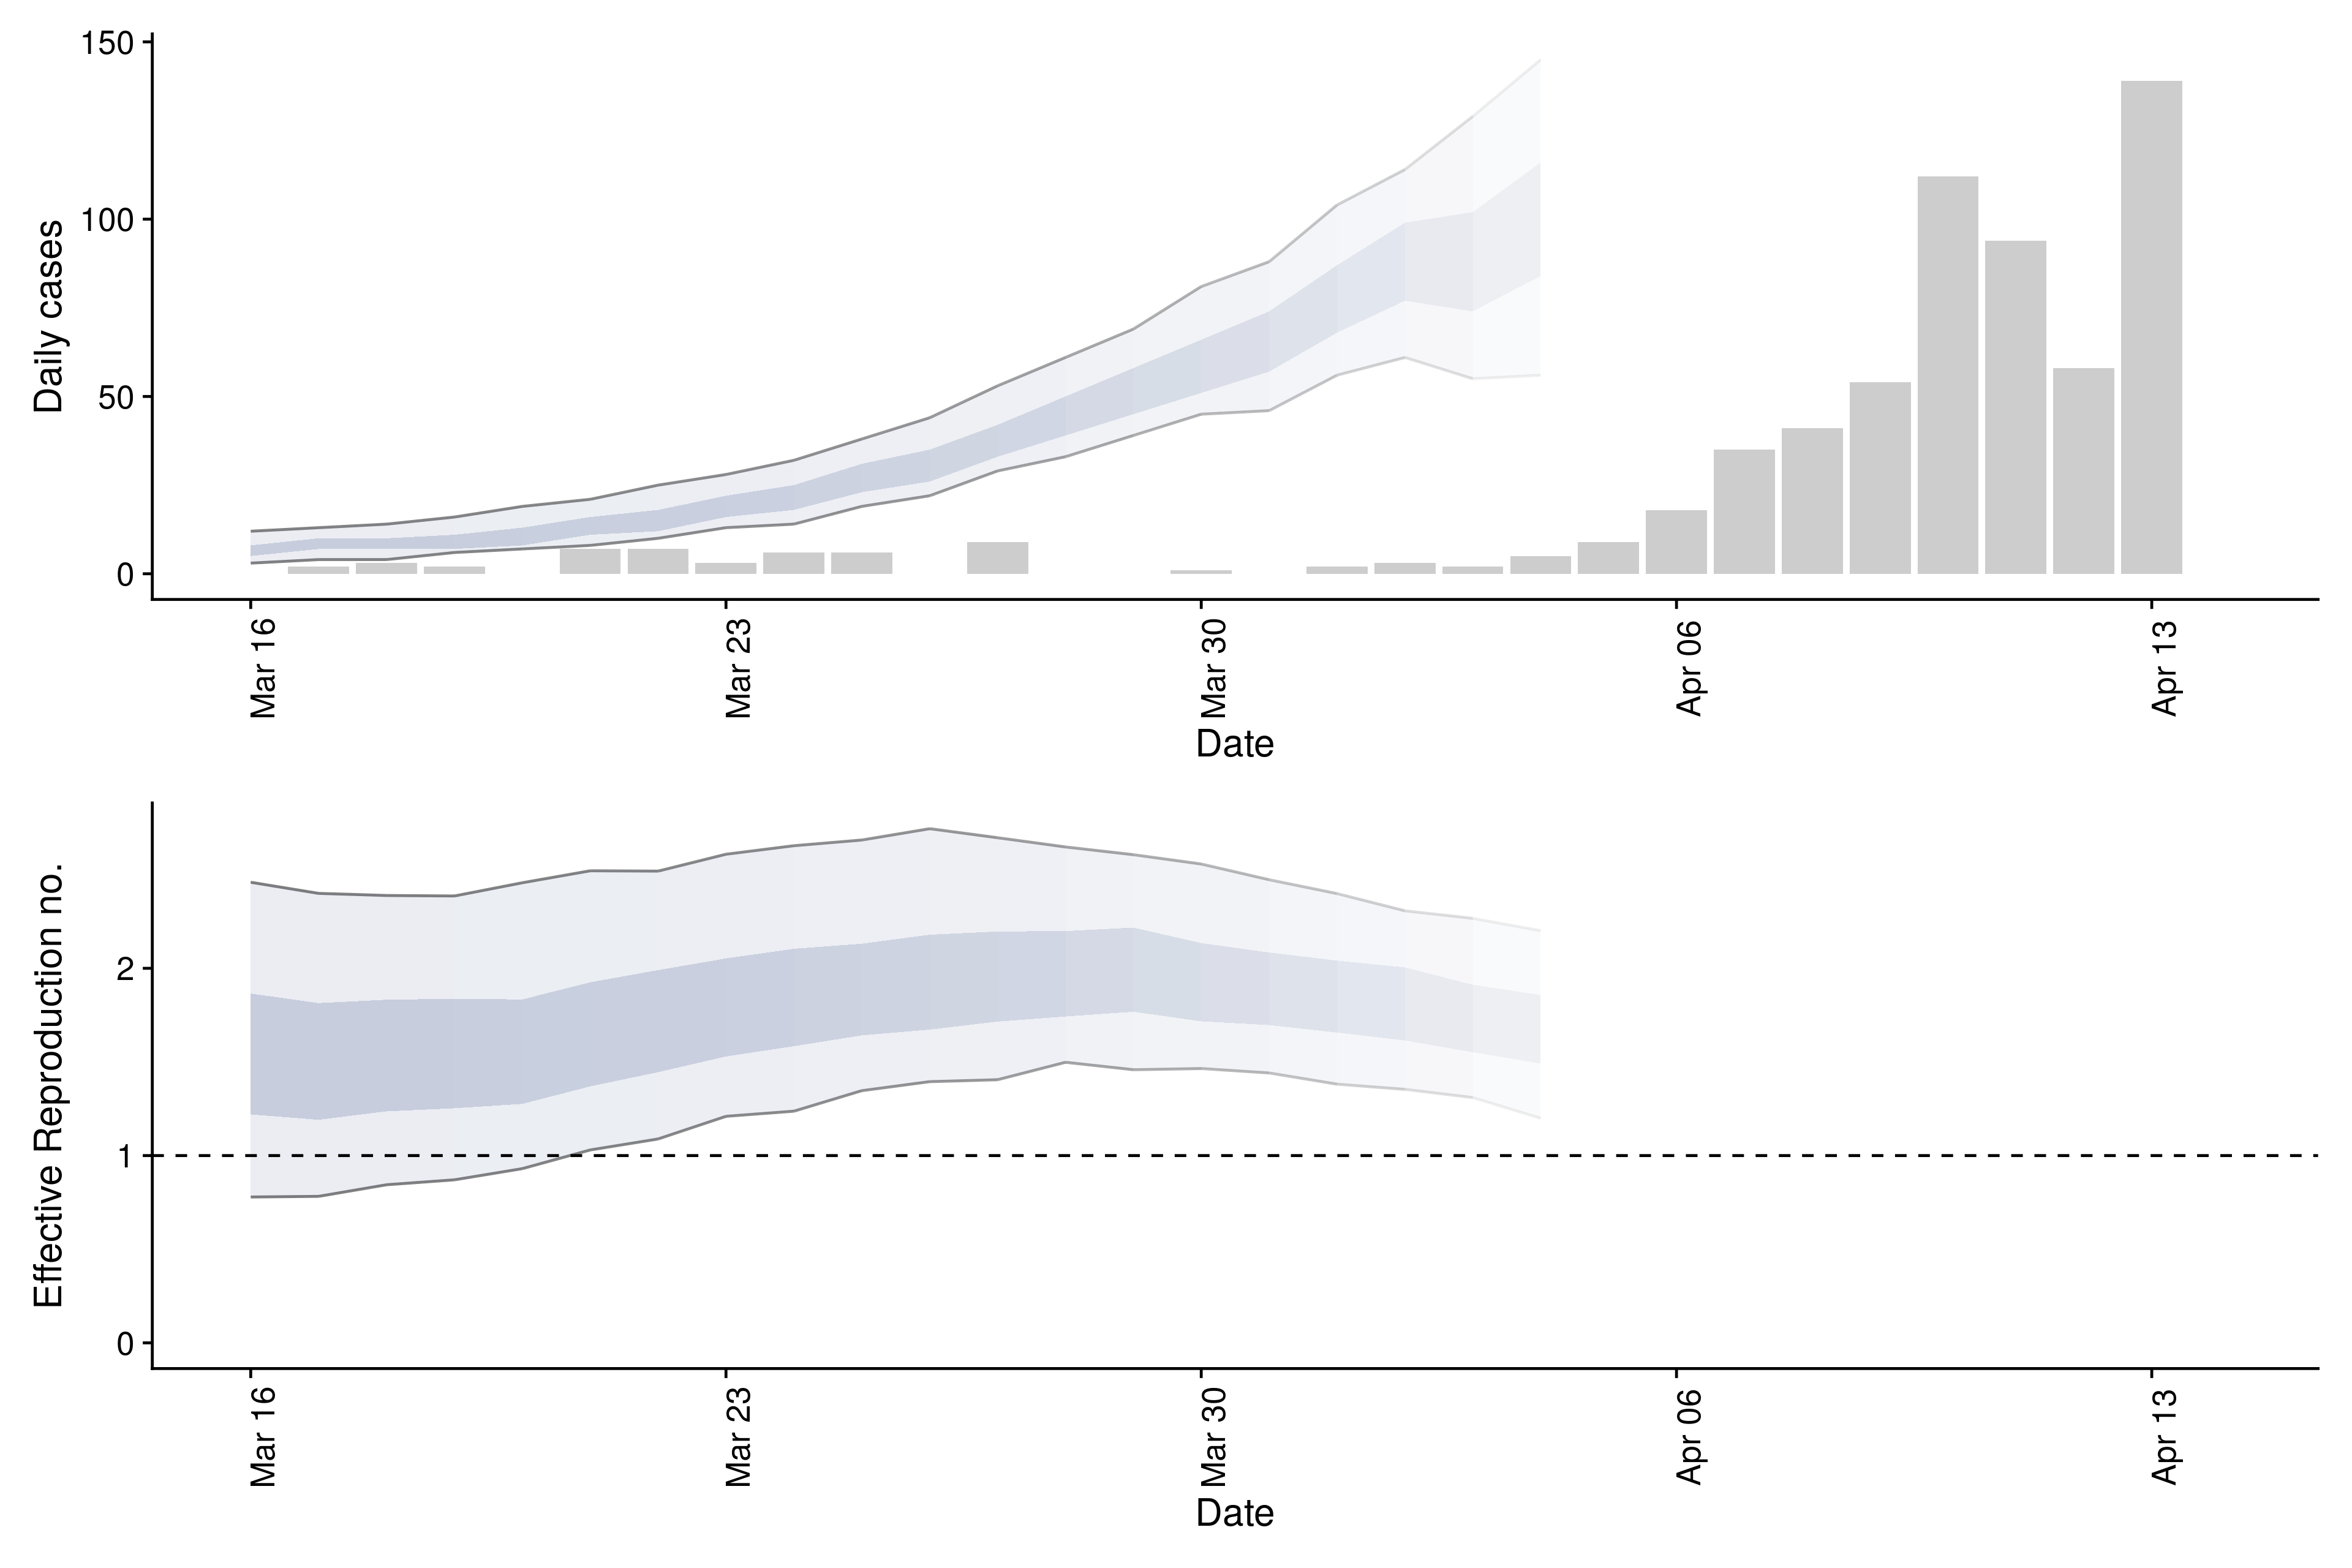 Daily cases
150
100
50
0
Mar 16
Mar 23
Mar 30
Apr 06
Apr 13
Date
Effective Reproduction no.
2
1
0
Mar 16
Mar 23
Mar 30
Apr 06
Apr 13
Date